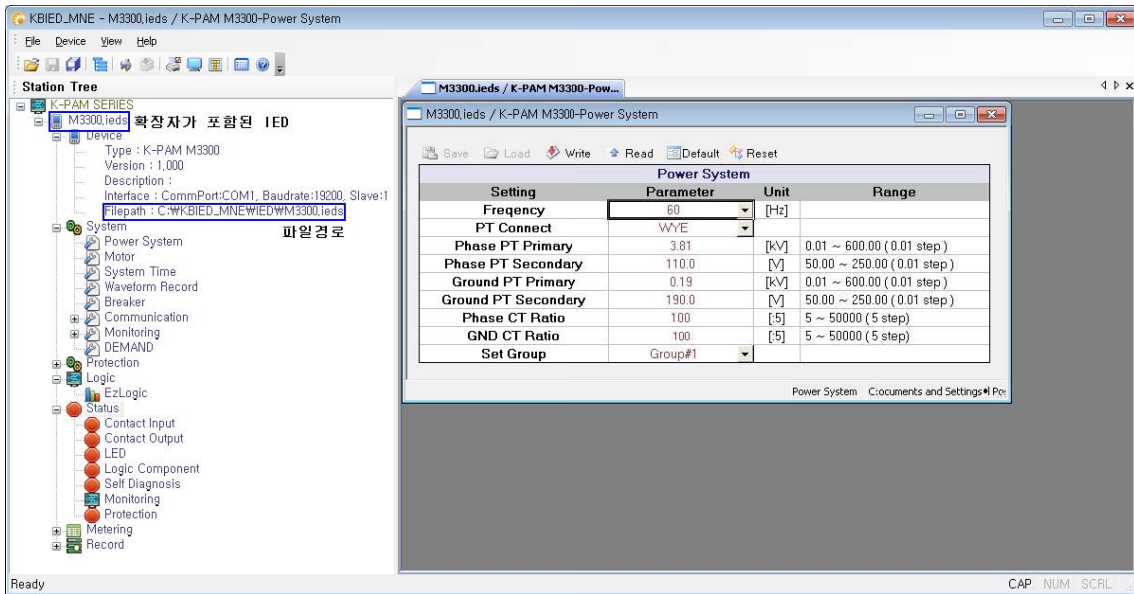 KBIED_MNE - M3300.ieds / K-PAM M3300-Power System
File Device View Help
Station Tree
K-PAM SERIES
M3300.ieds 확장자가 포함된 IED
Device
Type : K-PAM M3300
Version : 1,000
Description :
Interface : CommPort:COM1, Baudrate:19200, Slave:1
Filepath : C:₩KBIED_MNE₩IED₩M3300.ieds
파일경로
System
Power System
Motor
System Time
Waveform Record
Breaker
Communication
Monitoring
DEMAND
Protection
Logic
EzLogic
Status
Contact Input
Contact Output
LED
Logic Component
Self Diagnosis
Monitoring
Protection
Metering
Record
M3300.ieds / K-PAM M3300-Pow...
M3300.ieds / K-PAM M3300-Power System
Save Load Write Read Default Reset
Power System
Setting Parameter Unit Range
Freqency 60 [Hz]
PT Connect WYE
Phase PT Primary 3.81 [kV] 0.01 ~ 600.00 ( 0.01 step )
Phase PT Secondary 110.0 [V] 50.00 ~ 250.00 ( 0.01 step )
Ground PT Primary 0.19 [kV] 0.01 ~ 600.00 ( 0.01 step )
Ground PT Secondary 190.0 [V] 50.00 ~ 250.00 ( 0.01 step )
Phase CT Ratio 100 [:5] 5 ~ 50000 ( 5 step)
GND CT Ratio 100 [:5] 5 ~ 50000 ( 5 step)
Set Group Group#1
Power System C:ocuments and Settings
Ready
CAP NUM SCRL